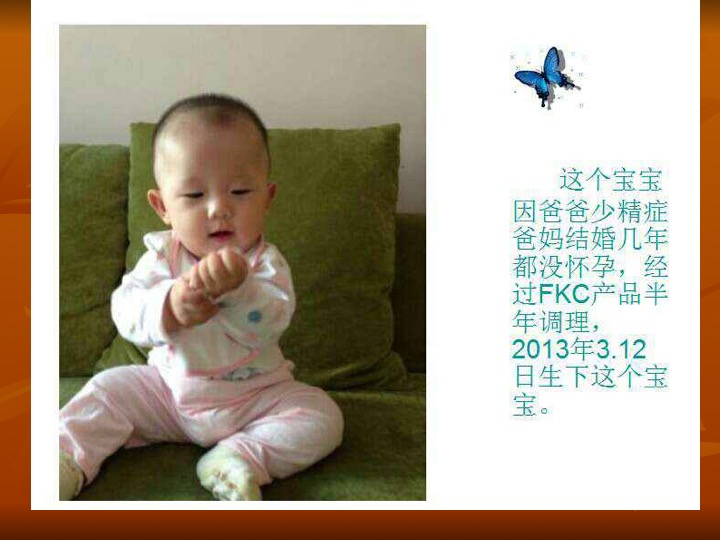 这个宝宝
因爸爸少精症
爸妈结婚几年
都没怀孕，经
过FKC产品半
年调理，
2013年3.12
日生下这个宝
宝。